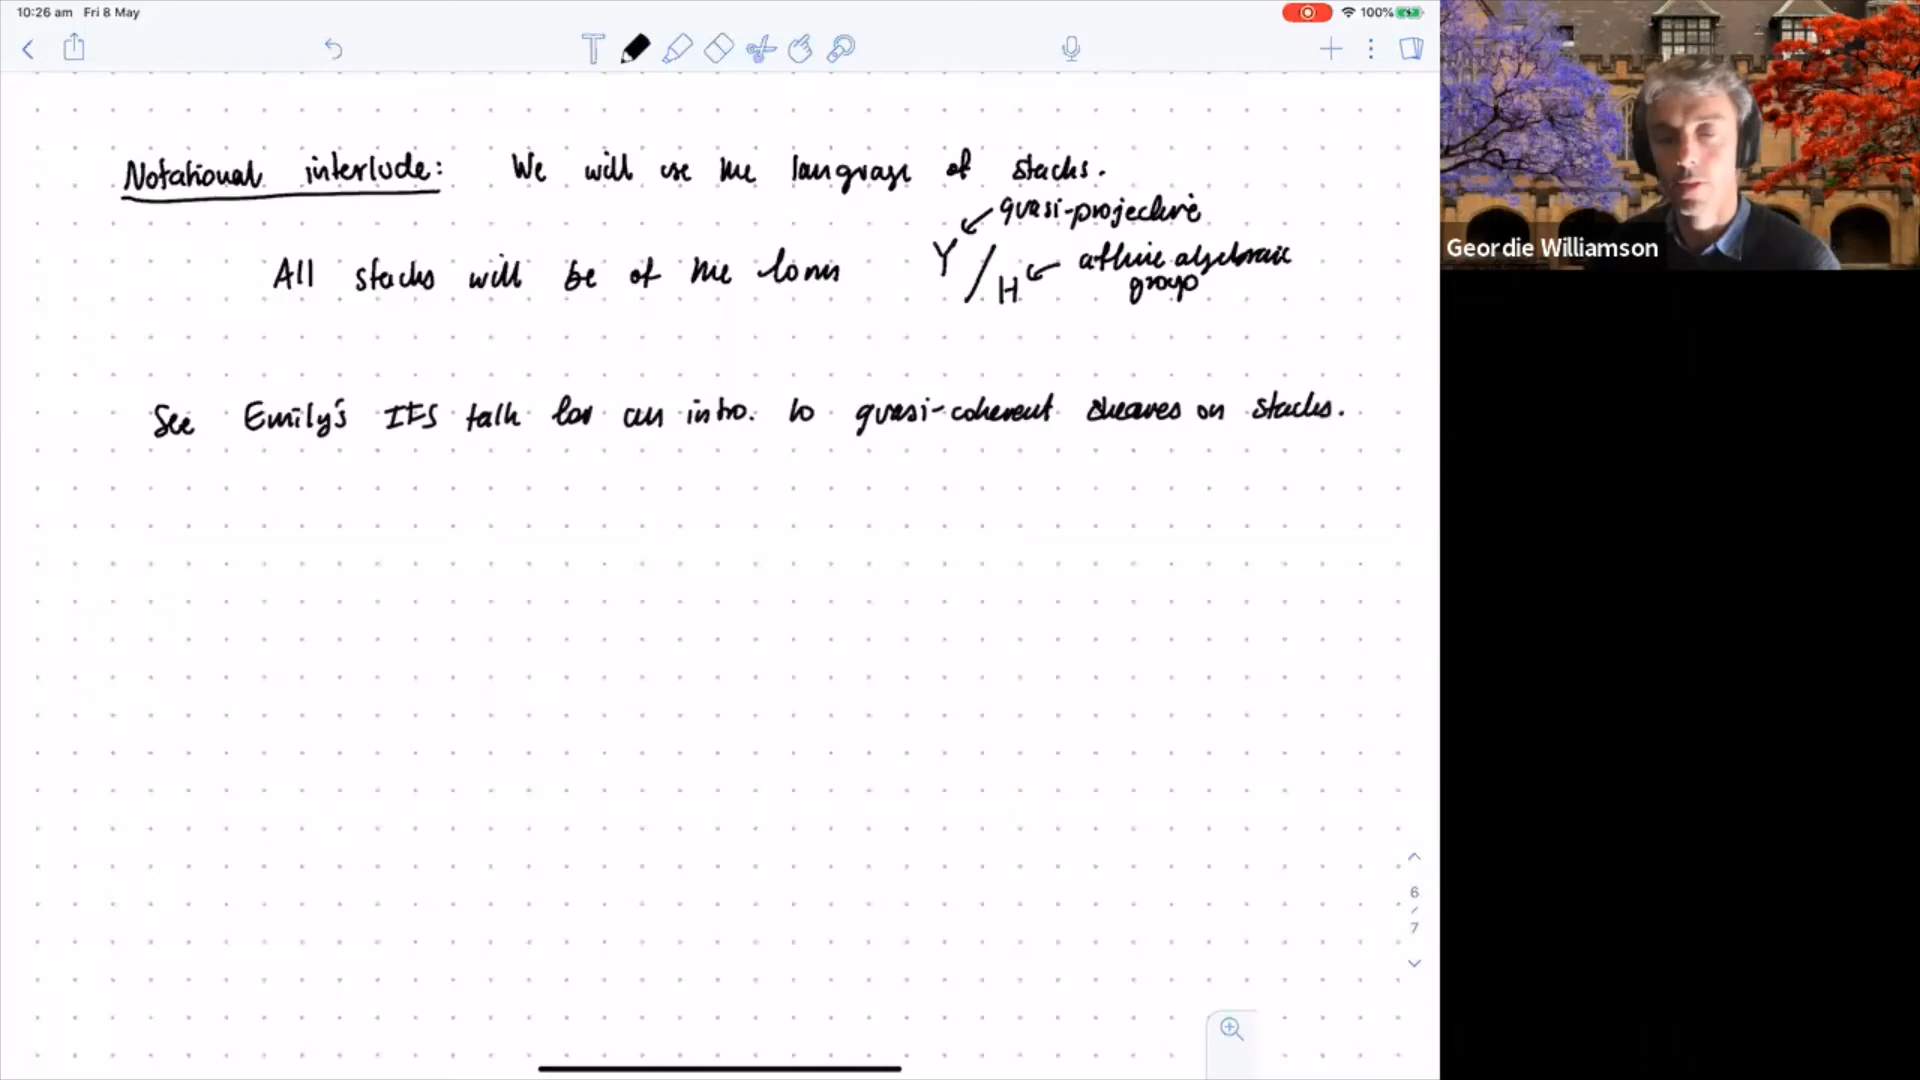 10:26 am Fri 8 May
100%
Notational interlude: We will use the language of stacks.
quasi-projective
All stacks will be of the form Y / H affine algebraic group
See Emily's IFS talk for an intro. to quasi-coherent sheaves on stacks.
Geordie Williamson
6
/
7